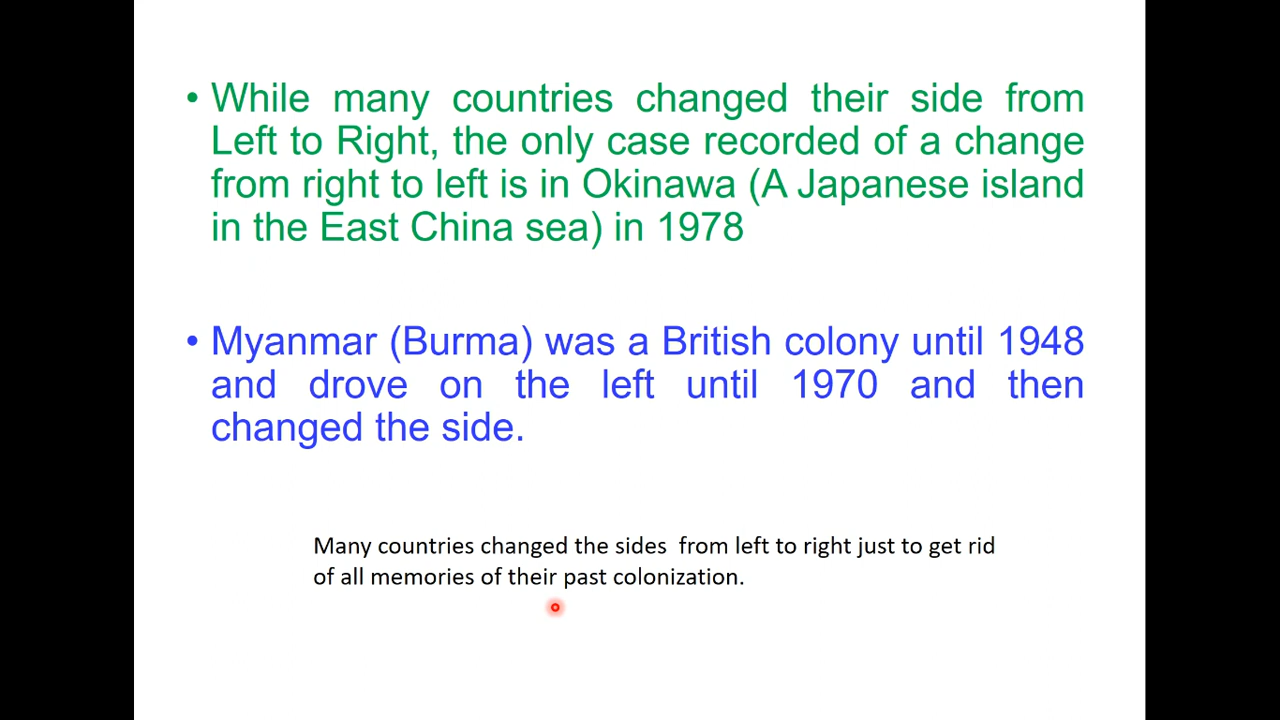 • While many countries changed their side from
Left to Right, the only case recorded of a change
from right to left is in Okinawa (A Japanese island
in the East China sea) in 1978
• Myanmar (Burma) was a British colony until 1948
and drove on the left until 1970 and then
changed the side.
Many countries changed the sides  from left to right just to get rid
of all memories of their past colonization.